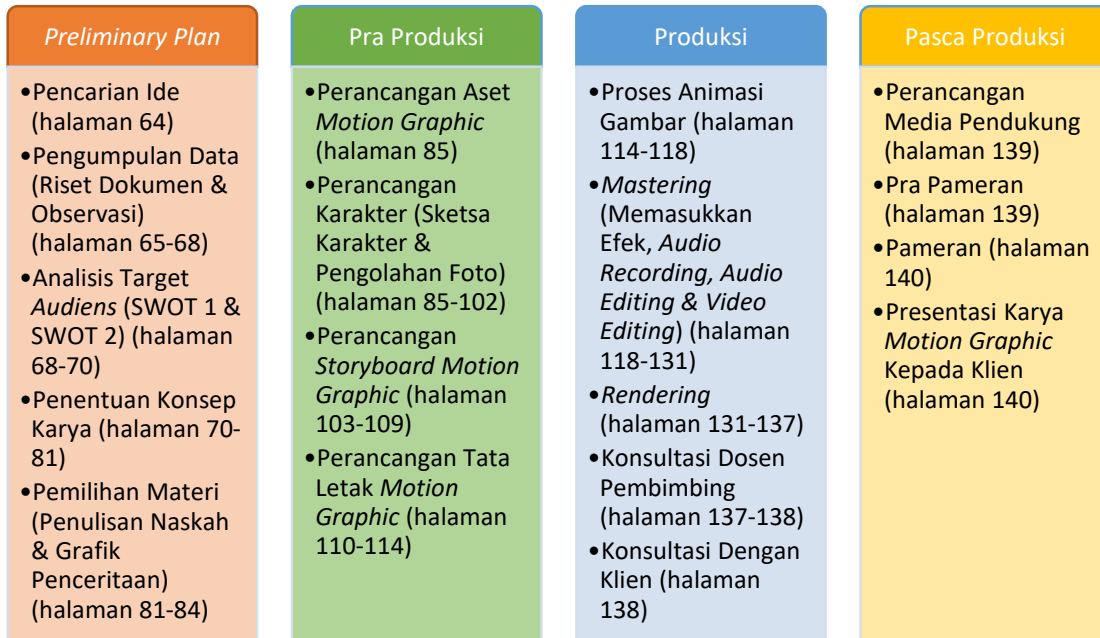 Preliminary Plan
•Pencarian Ide
(halaman 64)
•Pengumpulan Data
(Riset Dokumen &
Observasi)
(halaman 65-68)
•Analisis Target
Audiens (SWOT 1 &
SWOT 2) (halaman
68-70)
•Penentuan Konsep
Karya (halaman 70-
81)
•Pemilihan Materi
(Penulisan Naskah
& Grafik
Penceritaan)
(halaman 81-84)
Pra Produksi
•Perancangan Aset
Motion Graphic
(halaman 85)
•Perancangan
Karakter (Sketsa
Karakter &
Pengolahan Foto)
(halaman 85-102)
•Perancangan
Storyboard Motion
Graphic (halaman
103-109)
•Perancangan Tata
Letak Motion
Graphic (halaman
110-114)
Produksi
•Proses Animasi
Gambar (halaman
114-118)
•Mastering
(Memasukkan
Efek, Audio
Recording, Audio
Editing & Video
Editing) (halaman
118-131)
•Rendering
(halaman 131-137)
•Konsultasi Dosen
Pembimbing
(halaman 137-138)
•Konsultasi Dengan
Klien (halaman
138)
Pasca Produksi
•Perancangan
Media Pendukung
(halaman 139)
•Pra Pameran
(halaman 139)
•Pameran (halaman
140)
•Presentasi Karya
Motion Graphic
Kepada Klien
(halaman 140)